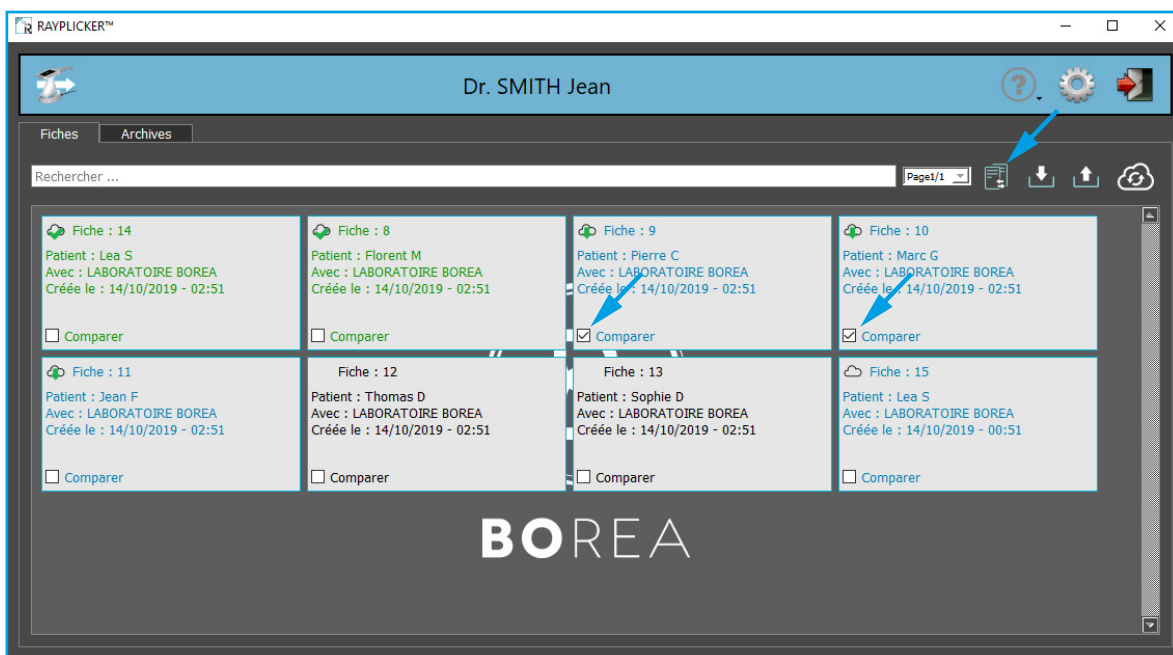 RAYPLICKER™
Dr. SMITH Jean
?
Fiches
Archives
Rechercher ...
Page1/1
Fiche : 14
Patient : Lea S
Avec : LABORATOIRE BOREA
Créée le : 14/10/2019 - 02:51
Comparer
Fiche : 8
Patient : Florent M
Avec : LABORATOIRE BOREA
Créée le : 14/10/2019 - 02:51
Comparer
Fiche : 9
Patient : Pierre C
Avec : LABORATOIRE BOREA
Créée le : 14/10/2019 - 02:51
Comparer
Fiche : 10
Patient : Marc G
Avec : LABORATOIRE BOREA
Créée le : 14/10/2019 - 02:51
Comparer
Fiche : 11
Patient : Jean F
Avec : LABORATOIRE BOREA
Créée le : 14/10/2019 - 02:51
Comparer
Fiche : 12
Patient : Thomas D
Avec : LABORATOIRE BOREA
Créée le : 14/10/2019 - 02:51
Comparer
Fiche : 13
Patient : Sophie D
Avec : LABORATOIRE BOREA
Créée le : 14/10/2019 - 02:51
Comparer
Fiche : 15
Patient : Lea S
Avec : LABORATOIRE BOREA
Créée le : 14/10/2019 - 00:51
Comparer
BOREA